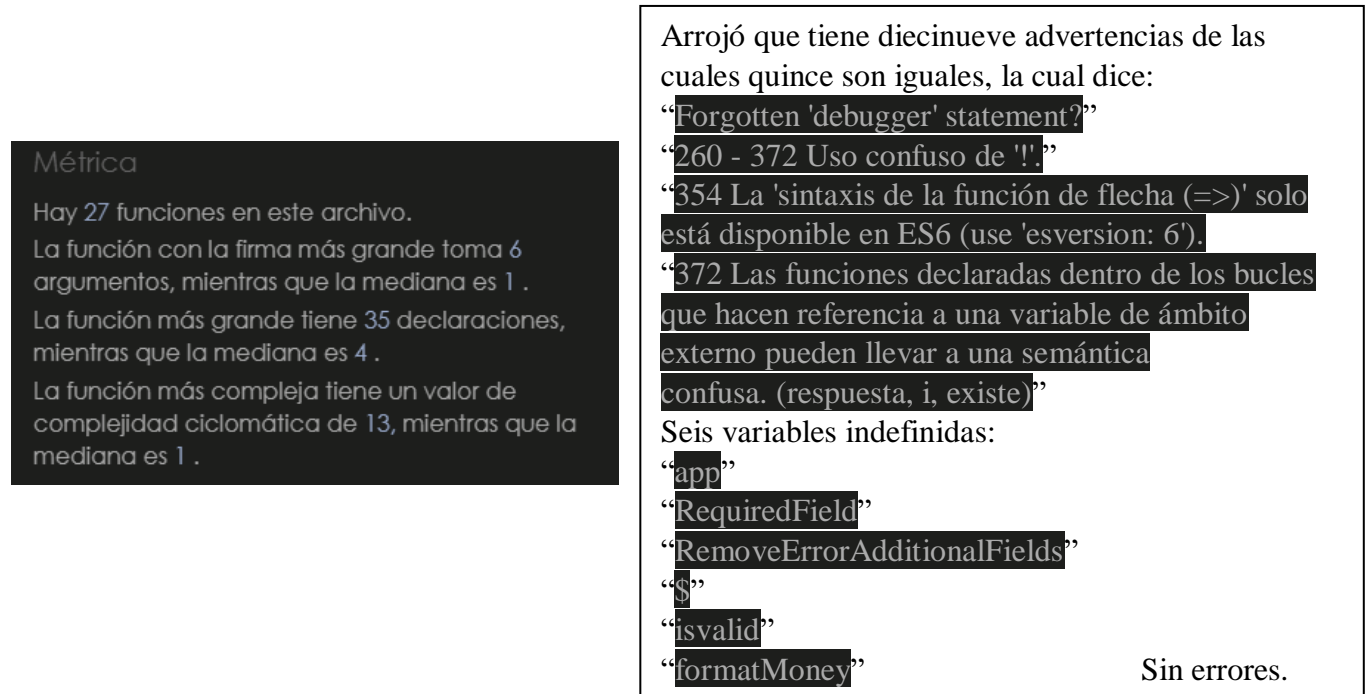 Métrica
Hay 27 funciones en este archivo.
La función con la firma más grande toma 6
argumentos, mientras que la mediana es 1 .
La función más grande tiene 35 declaraciones,
mientras que la mediana es 4 .
La función más compleja tiene un valor de
complejidad ciclomática de 13, mientras que la
mediana es 1 .
Arrojó que tiene diecinueve advertencias de las
cuales quince son iguales, la cual dice:
“Forgotten 'debugger' statement?”
“260 - 372 Uso confuso de '!'.”
“354 La 'sintaxis de la función de flecha (=>)' solo
está disponible en ES6 (use 'esversion: 6').
“372 Las funciones declaradas dentro de los bucles
que hacen referencia a una variable de ámbito
externo pueden llevar a una semántica
confusa. (respuesta, i, existe)”
Seis variables indefinidas:
“app”
“RequiredField”
“RemoveErrorAdditionalFields”
“$”
“isvalid”
“formatMoney” Sin errores.